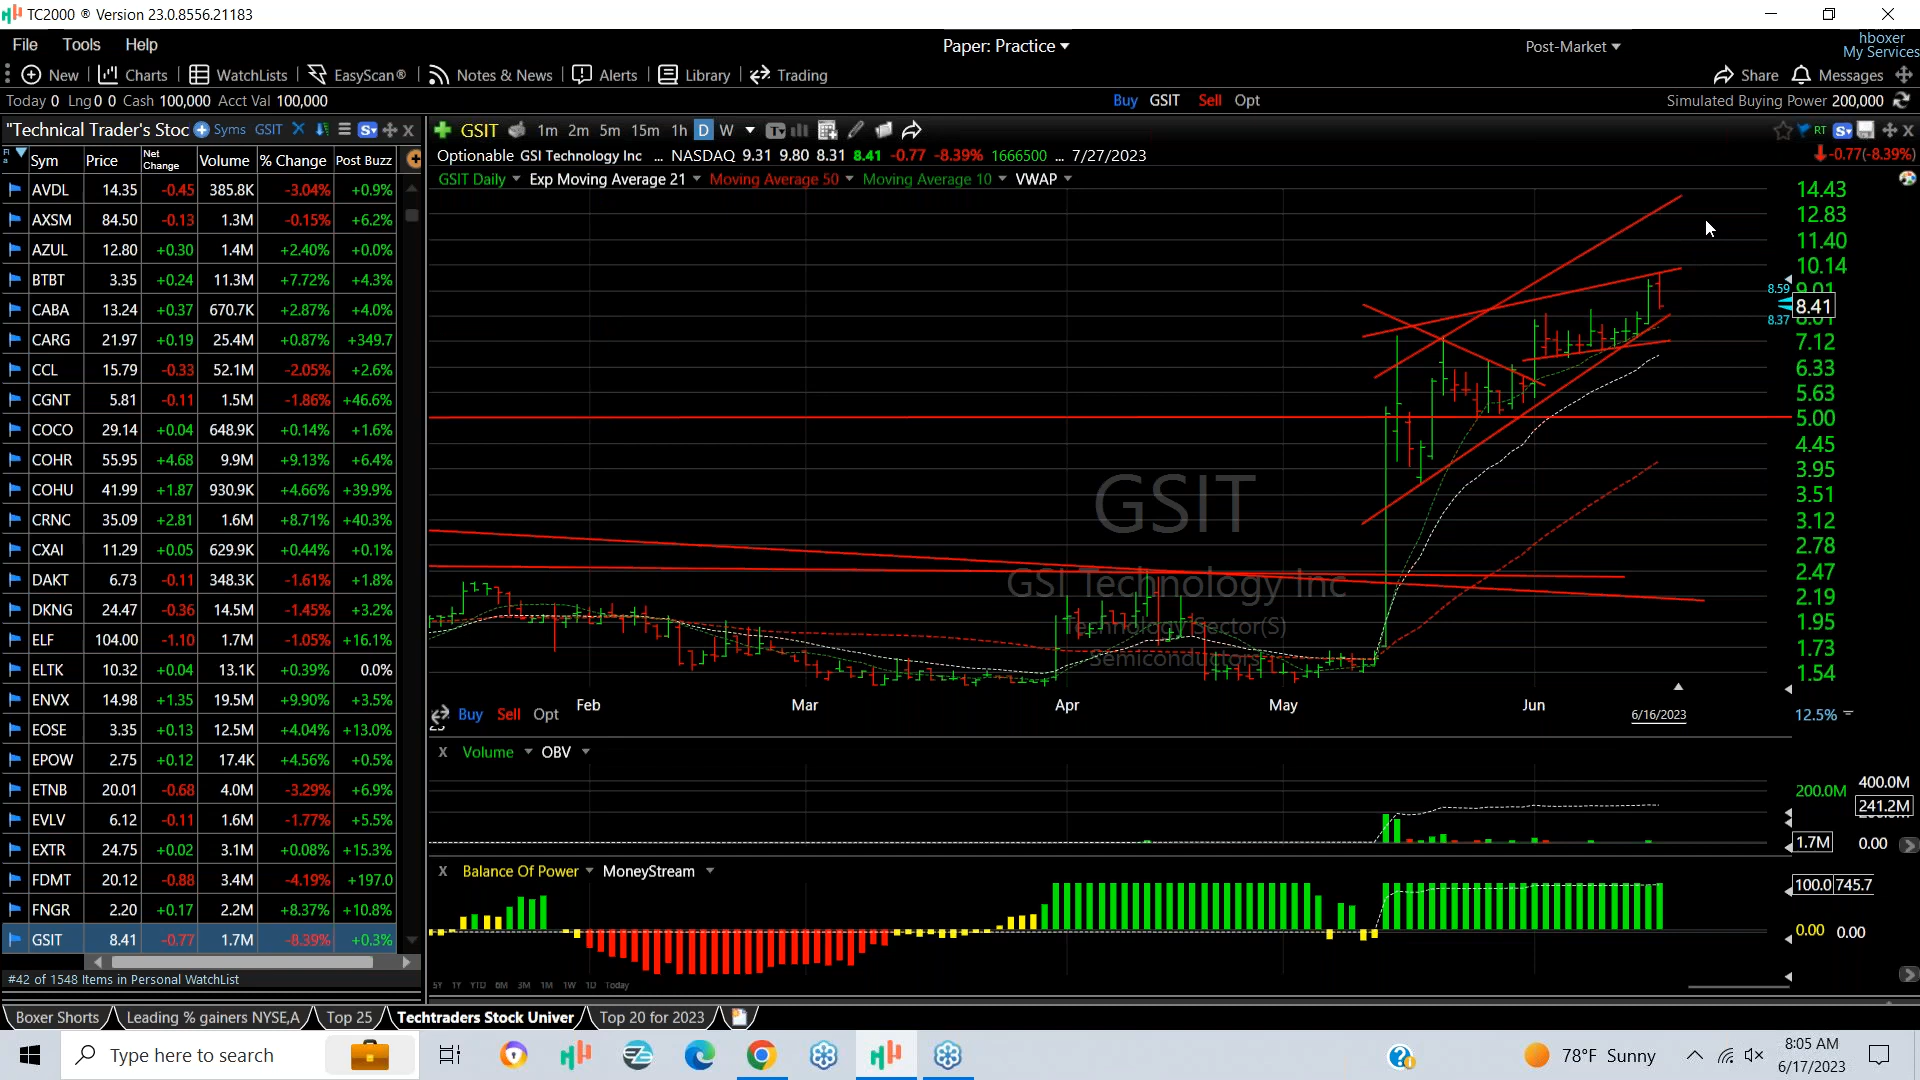 TC2000 ® Version 23.0.8556.21183
File Tools Help
Paper: Practice
Post-Market
hboxer
My Services
New Charts WatchLists EasyScan® Notes & News Alerts Library Trading
Share Messages
Today 0 Lng 0 0 Cash 100,000 Acct Val 100,000
Buy GSIT Sell Opt
Simulated Buying Power 200,000
"Technical Trader's Stoc Syms GSIT
GSIT 1m 2m 5m 15m 1h D W
RT
Sym Price Net Change Volume % Change Post Buzz
Optionable GSI Technology Inc ... NASDAQ 9.31 9.80 8.31 8.41 -0.77 -8.39% 1666500 ... 7/27/2023
-0.77(-8.39%)
GSIT Daily Exp Moving Average 21 Moving Average 50 Moving Average 10 VWAP
AVDL 14.35 -0.45 385.8K -3.04% +0.9%
AXSM 84.50 -0.13 1.3M -0.15% +6.2%
AZUL 12.80 +0.30 1.4M +2.40% +0.0%
BTBT 3.35 +0.24 11.3M +7.72% +4.3%
CABA 13.24 +0.37 670.7K +2.87% +4.0%
CARG 21.97 +0.19 25.4M +0.87% +349.7
CCL 15.79 -0.33 52.1M -2.05% +2.6%
CGNT 5.81 -0.11 1.5M -1.86% +46.6%
COCO 29.14 +0.04 648.9K +0.14% +1.6%
COHR 55.95 +4.68 9.9M +9.13% +6.4%
COHU 41.99 +1.87 930.9K +4.66% +39.9%
CRNC 35.09 +2.81 1.6M +8.71% +40.3%
CXAI 11.29 +0.05 629.9K +0.44% +0.1%
DAKT 6.73 -0.11 348.3K -1.61% +1.8%
DKNG 24.47 -0.36 14.5M -1.45% +3.2%
ELF 104.00 -1.10 1.7M -1.05% +16.1%
ELTK 10.32 +0.04 13.1K +0.39% 0.0%
ENVX 14.98 +1.35 19.5M +9.90% +3.5%
EOSE 3.35 +0.13 12.5M +4.04% +13.0%
EPOW 2.75 +0.12 17.4K +4.56% +0.5%
ETNB 20.01 -0.68 4.0M -3.29% +6.9%
EVLV 6.12 -0.11 1.6M -1.77% +5.5%
EXTR 24.75 +0.02 3.1M +0.08% +15.3%
FDMT 20.12 -0.88 3.4M -4.19% +197.0
FNGR 2.20 +0.17 2.2M +8.37% +10.8%
GSIT 8.41 -0.77 1.7M -8.39% +0.3%
#42 of 1548 Items in Personal WatchList
14.43
12.83
11.40
10.14
8.59 9.01
8.41
8.37 8.01
7.12
6.33
5.63
5.00
4.45
3.95
3.51
3.12
2.78
2.47
2.19
1.95
1.73
1.54
GSIT
GSI Technology Inc
Technology Sector(S)
Semiconductors
Feb Mar Apr May Jun
Buy Sell Opt
6/16/2023
12.5%
X Volume OBV
200.0M 400.0M
241.2M
1.7M 0.00
X Balance Of Power MoneyStream
100.0 745.7
0.00 0.00
5Y 1Y YTD 6M 3M 1M 1W 1D Today
Boxer Shorts Leading % gainers NYSE,A Top 25 Techtraders Stock Univer Top 20 for 2023
Type here to search
78°F Sunny
8:05 AM
6/17/2023